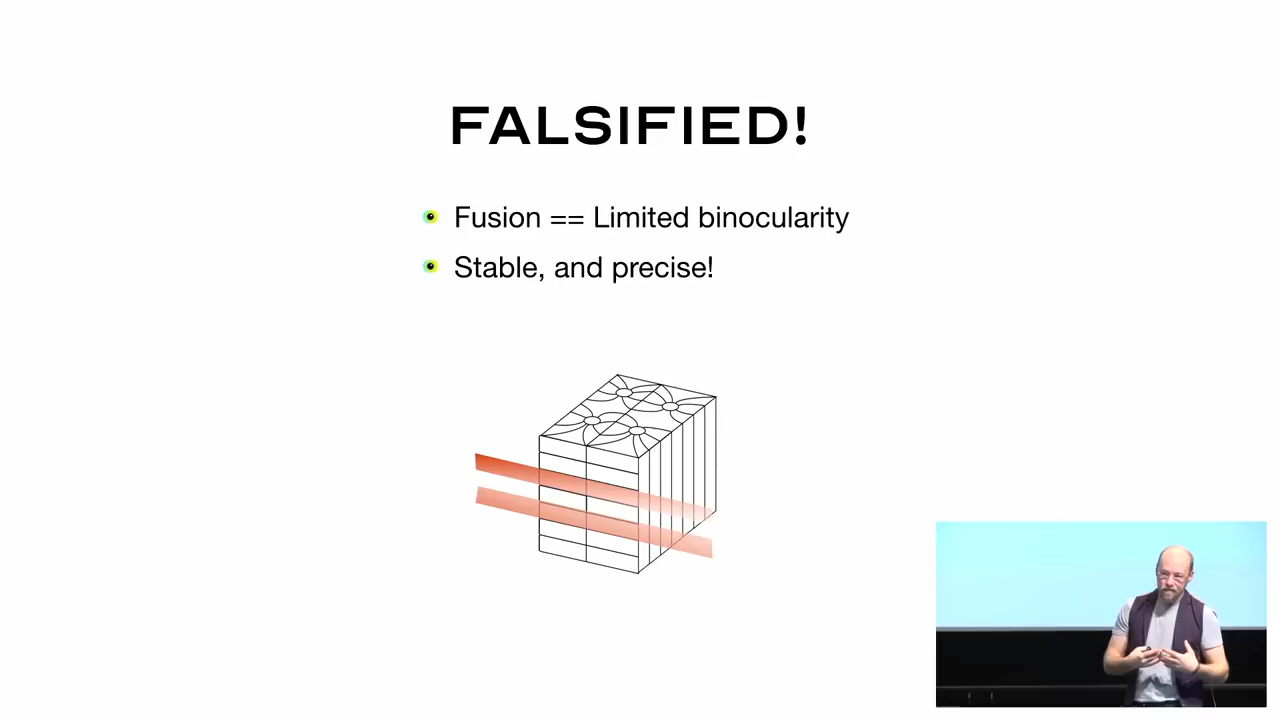 FALSIFIED!
Fusion == Limited binocularity
Stable, and precise!